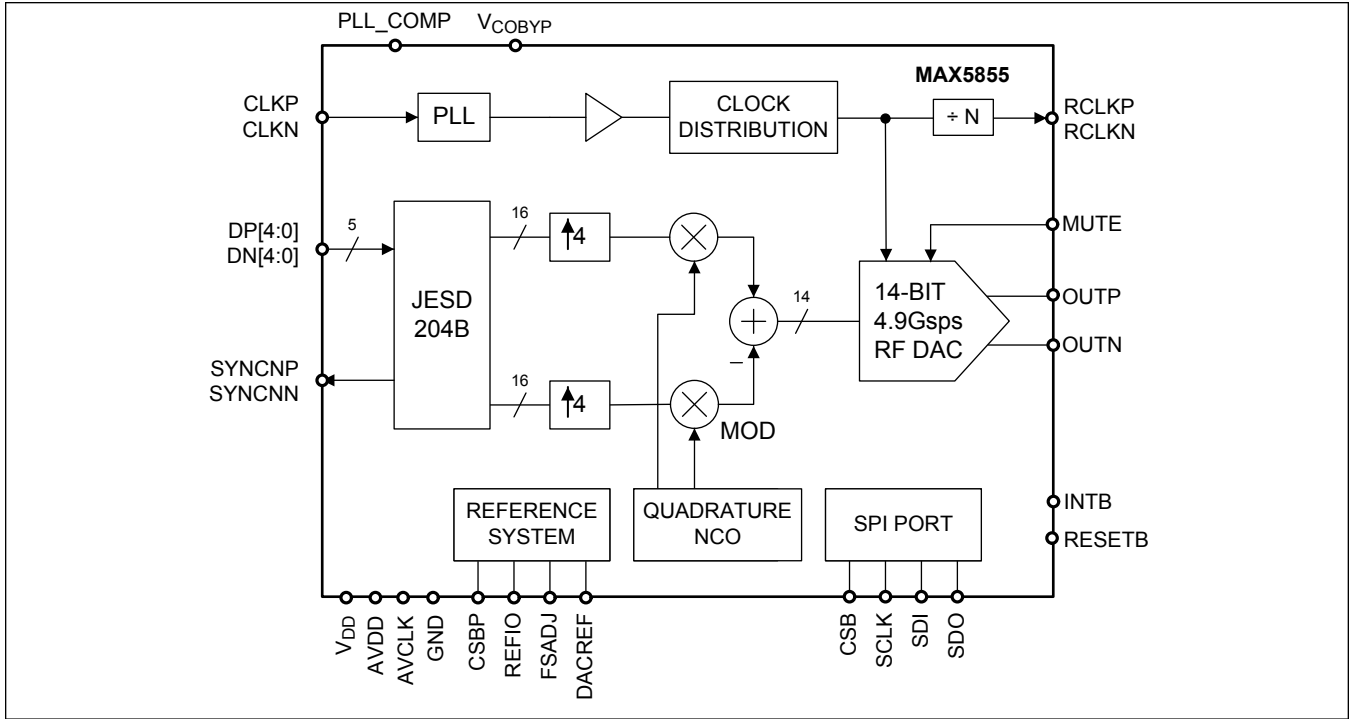 PLL_COMP
VCOBYP
MAX5855
CLKP
CLKN
PLL
CLOCK
DISTRIBUTION
÷ N
RCLKP
RCLKN
DP[4:0]
DN[4:0]
5
JESD
204B
16
↑4
MUTE
14
14-BIT
4.9Gsps
RF DAC
OUTP
OUTN
+
−
SYNCNP
SYNCNN
16
↑4
MOD
REFERENCE
SYSTEM
QUADRATURE
NCO
SPI PORT
INTB
RESETB
VDD
AVDD
AVCLK
GND
CSBP
REFIO
FSADJ
DACREF
CSB
SCLK
SDI
SDO